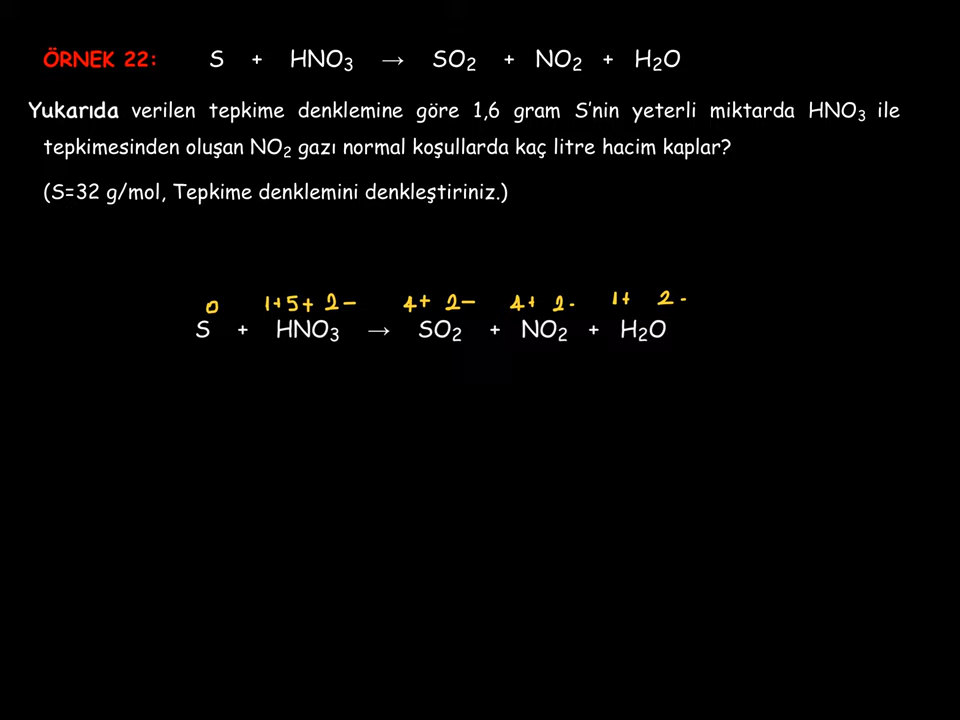 ÖRNEK 22: S + HNO₃ → SO₂ + NO₂ + H₂O
Yukarıda verilen tepkime denklemine göre 1,6 gram S’nin yeterli miktarda HNO₃ ile
tepkimesinden oluşan NO₂ gazı normal koşullarda kaç litre hacim kaplar?
(S=32 g/mol, Tepkime denklemini denkleştiriniz.)
0 1+5+ 2- 4+ 2- 4+ 2- 1+ 2-
S + HNO₃ → SO₂ + NO₂ + H₂O